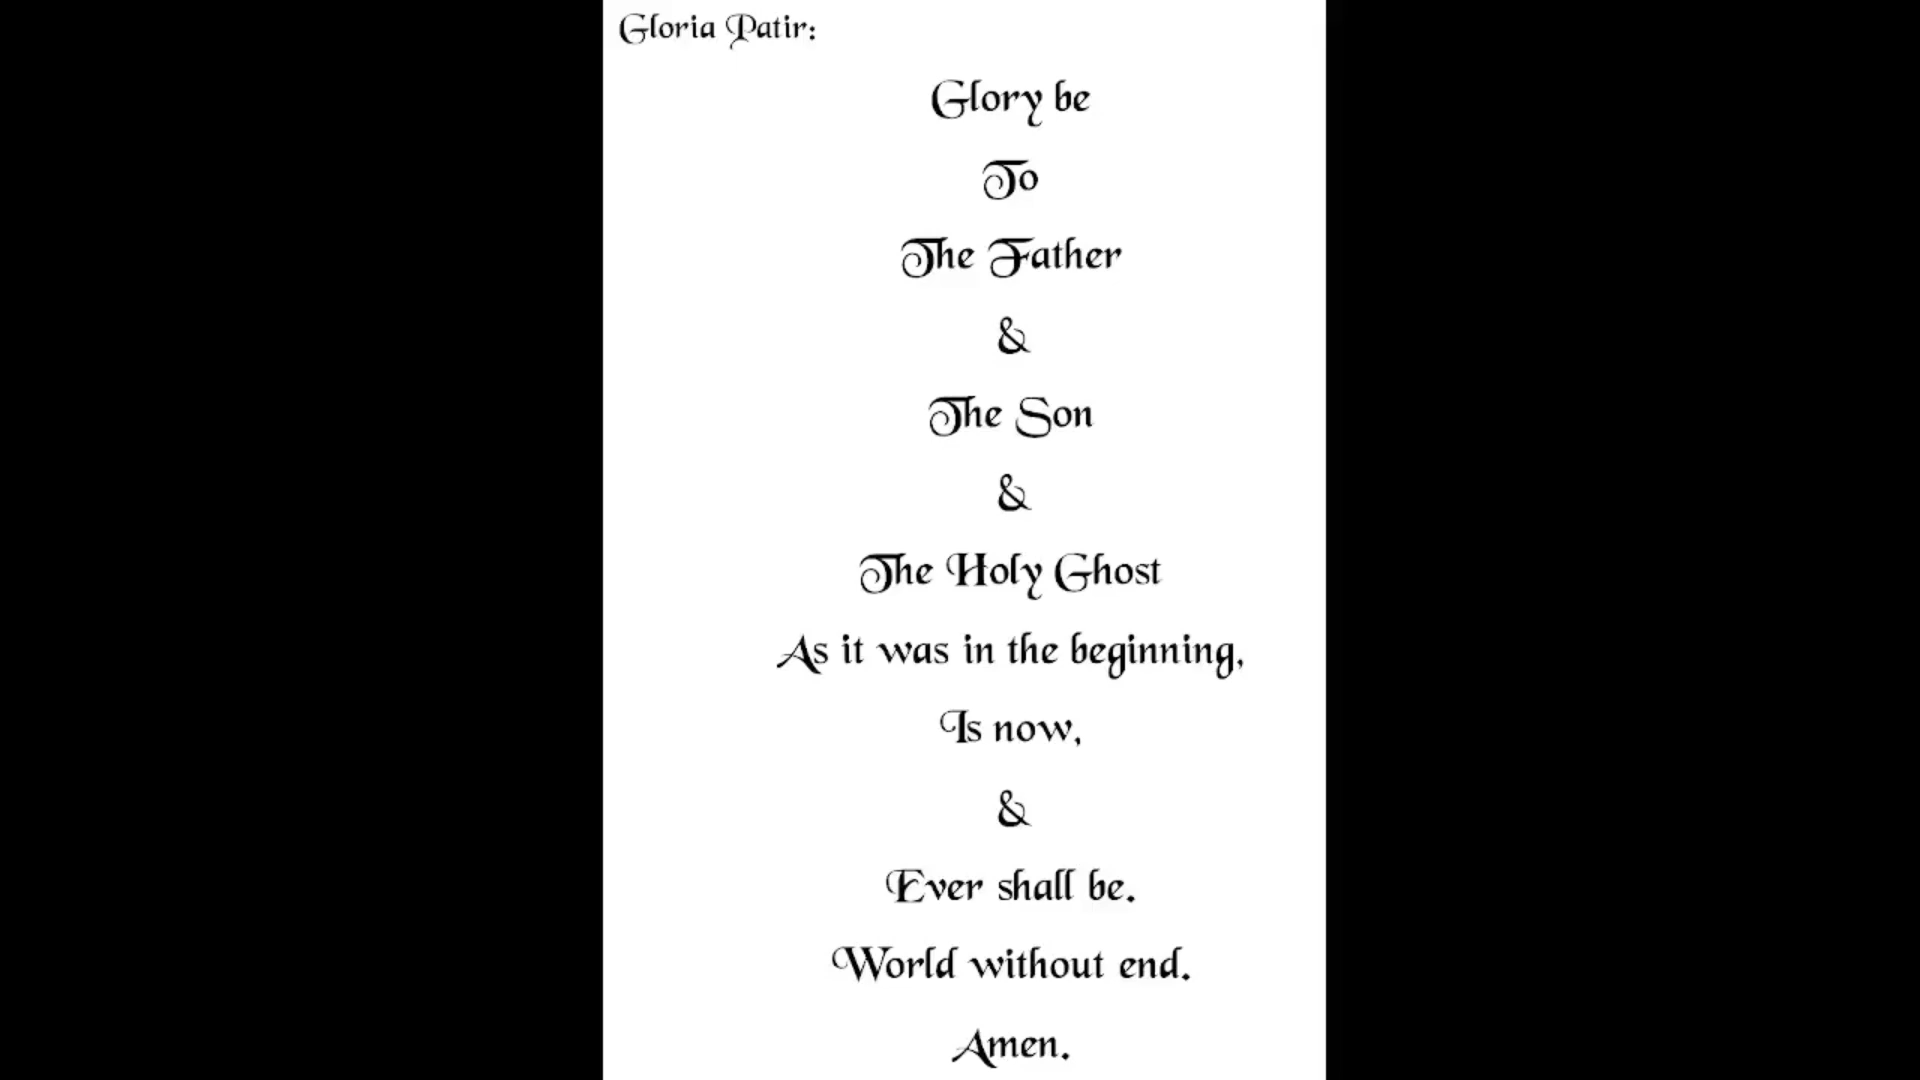 Gloria Patir:
Glory be
To
The Father
&
The Son
&
The Holy Ghost
As it was in the beginning,
Is now,
&
Ever shall be.
World without end.
Amen.